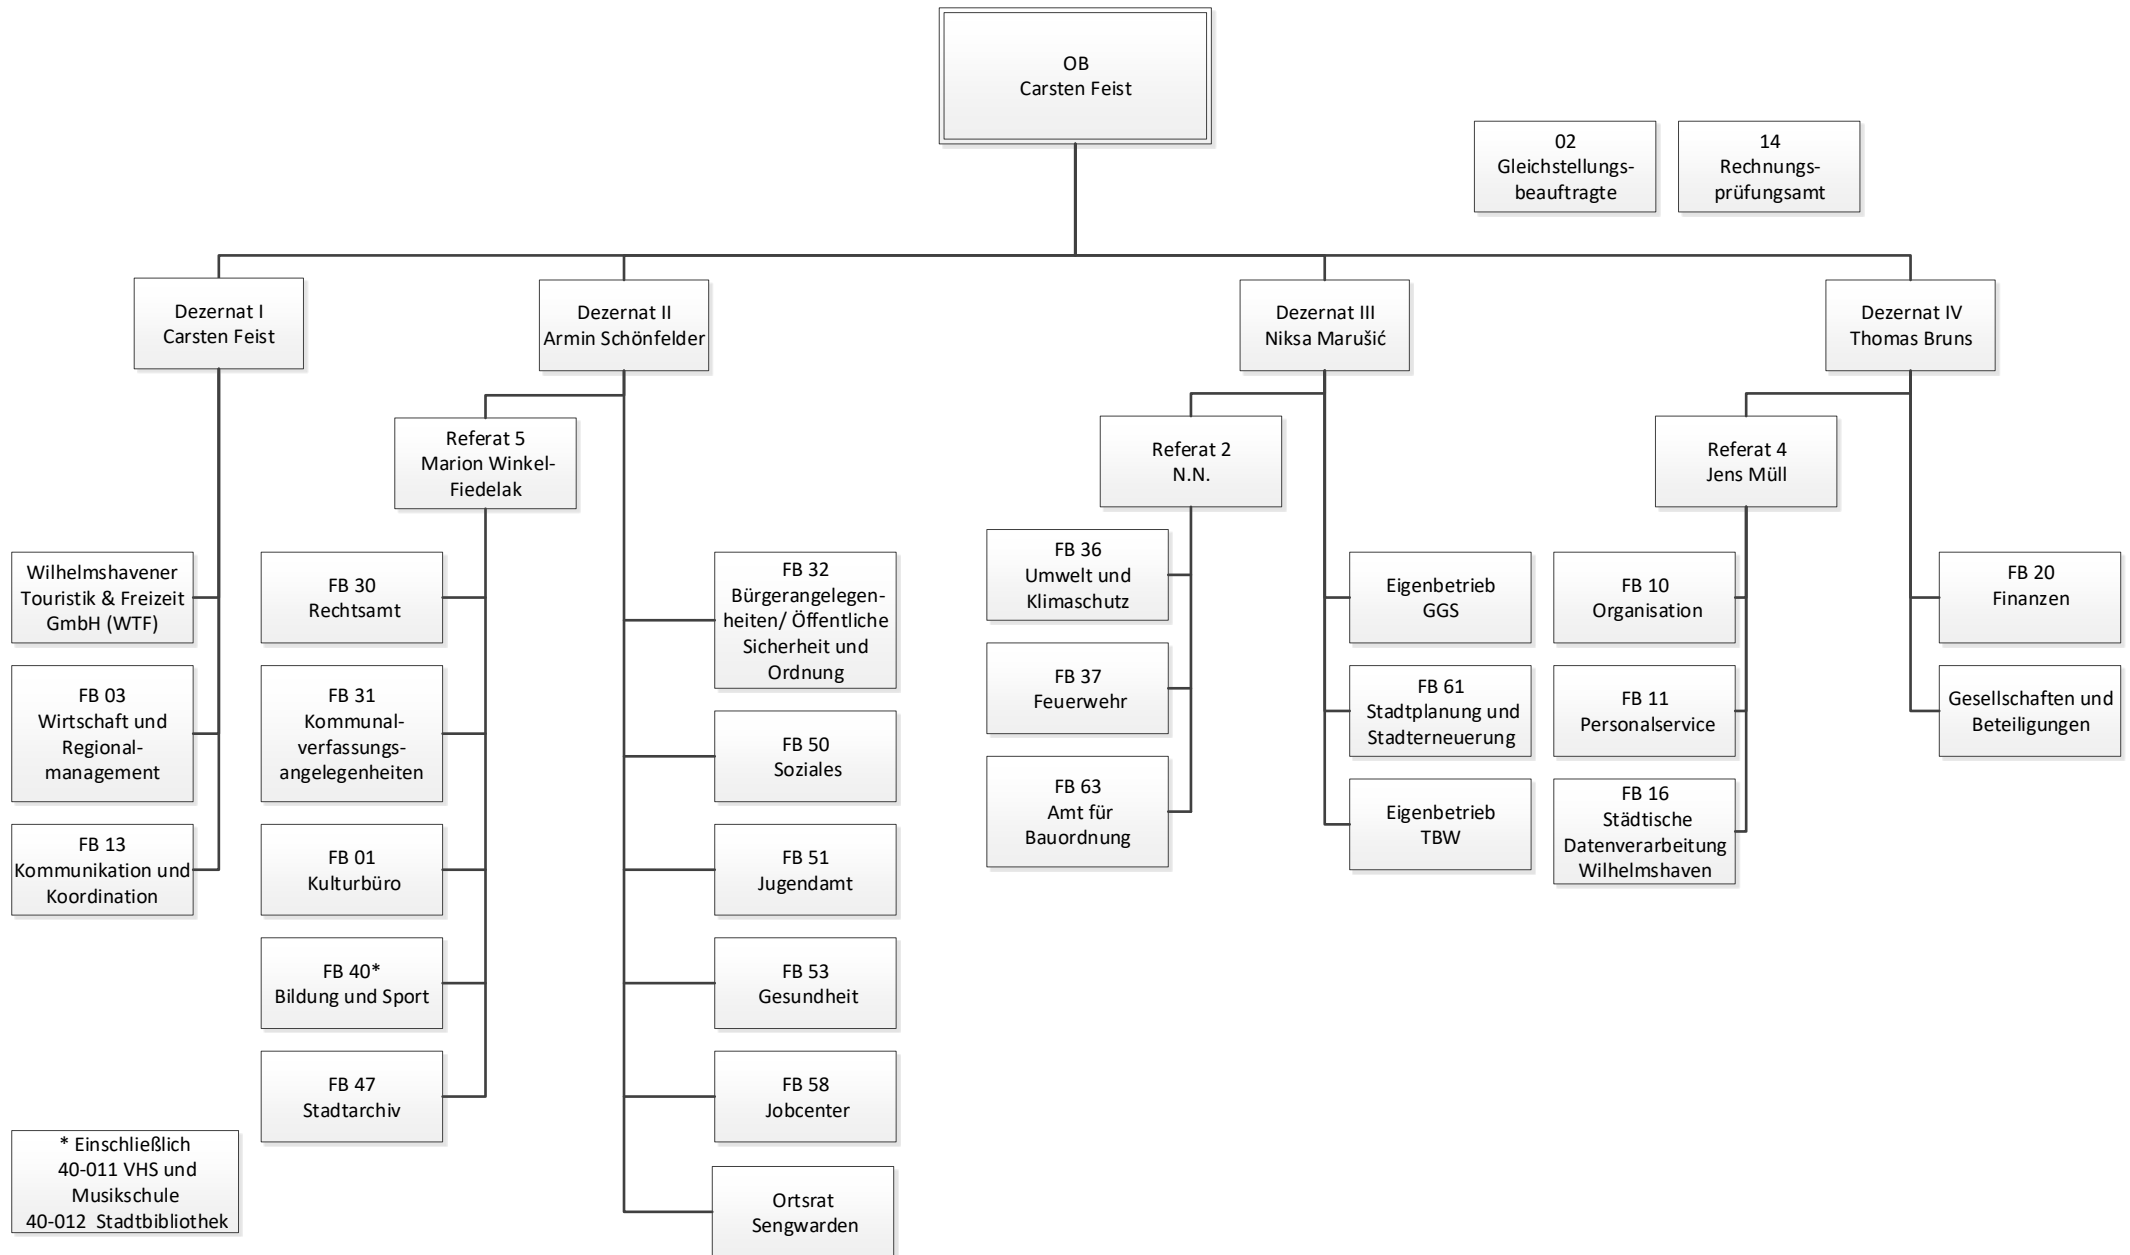 OB
Carsten Feist
02
Gleichstellungs-
beauftragte
14
Rechnungs-
prüfungsamt
Dezernat I
Carsten Feist
Dezernat II
Armin Schönfelder
Dezernat III
Niksa Marušić
Dezernat IV
Thomas Bruns
Referat 5
Marion Winkel-
Fiedelak
Referat 2
N.N.
Referat 4
Jens Müll
Wilhelmshavener
Touristik & Freizeit
GmbH (WTF)
FB 03
Wirtschaft und
Regional-
management
FB 13
Kommunikation und
Koordination
FB 30
Rechtsamt
FB 31
Kommunal-
verfassungs-
angelegenheiten
FB 01
Kulturbüro
FB 40*
Bildung und Sport
FB 47
Stadtarchiv
FB 32
Bürgerangelegen-
heiten/ Öffentliche
Sicherheit und
Ordnung
FB 50
Soziales
FB 51
Jugendamt
FB 53
Gesundheit
FB 58
Jobcenter
Ortsrat
Sengwarden
FB 36
Umwelt und
Klimaschutz
FB 37
Feuerwehr
FB 63
Amt für
Bauordnung
Eigenbetrieb
GGS
FB 61
Stadtplanung und
Stadterneuerung
Eigenbetrieb
TBW
FB 10
Organisation
FB 11
Personalservice
FB 16
Städtische
Datenverarbeitung
Wilhelmshaven
FB 20
Finanzen
Gesellschaften und
Beteiligungen
* Einschließlich
40-011 VHS und
Musikschule
40-012 Stadtbibliothek